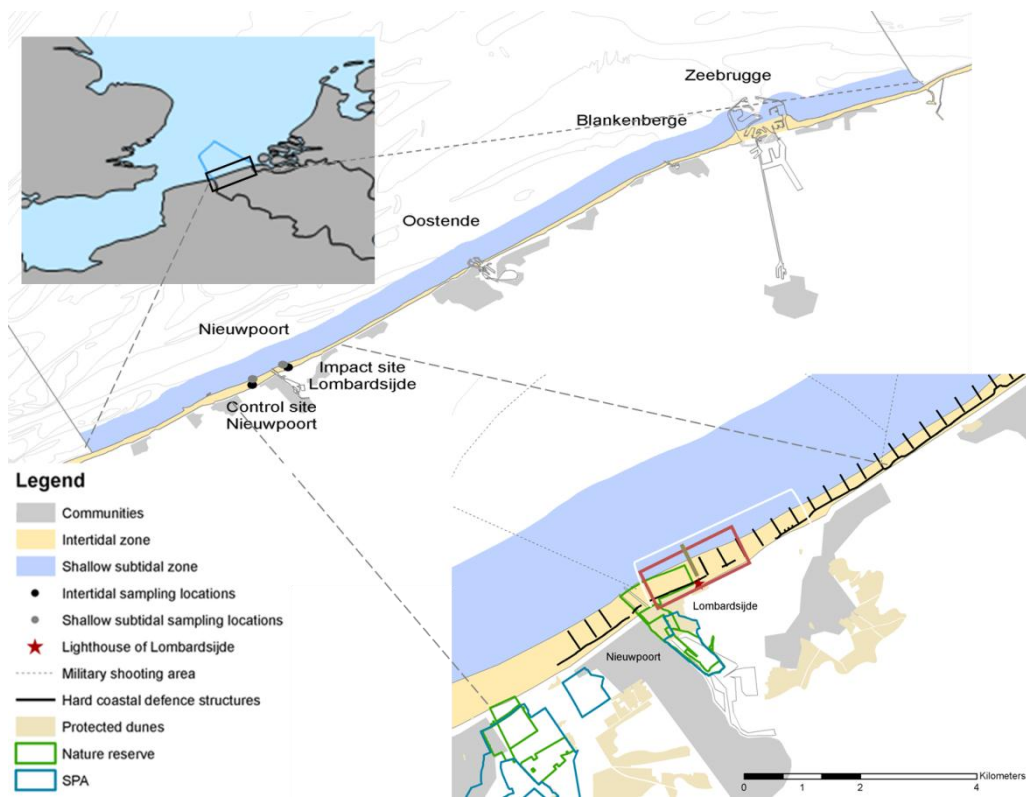 Zeebrugge
Blankenberge
Oostende
Nieuwpoort
Impact site
Lombardsijde
Control site
Nieuwpoort
Legend
Communities
Intertidal zone
Shallow subtidal zone
Intertidal sampling locations
Shallow subtidal sampling locations
Lighthouse of Lombardsijde
Military shooting area
Hard coastal defence structures
Protected dunes
Nature reserve
SPA
Lombardsijde
Nieuwpoort
Kilometers
0 1 2 4